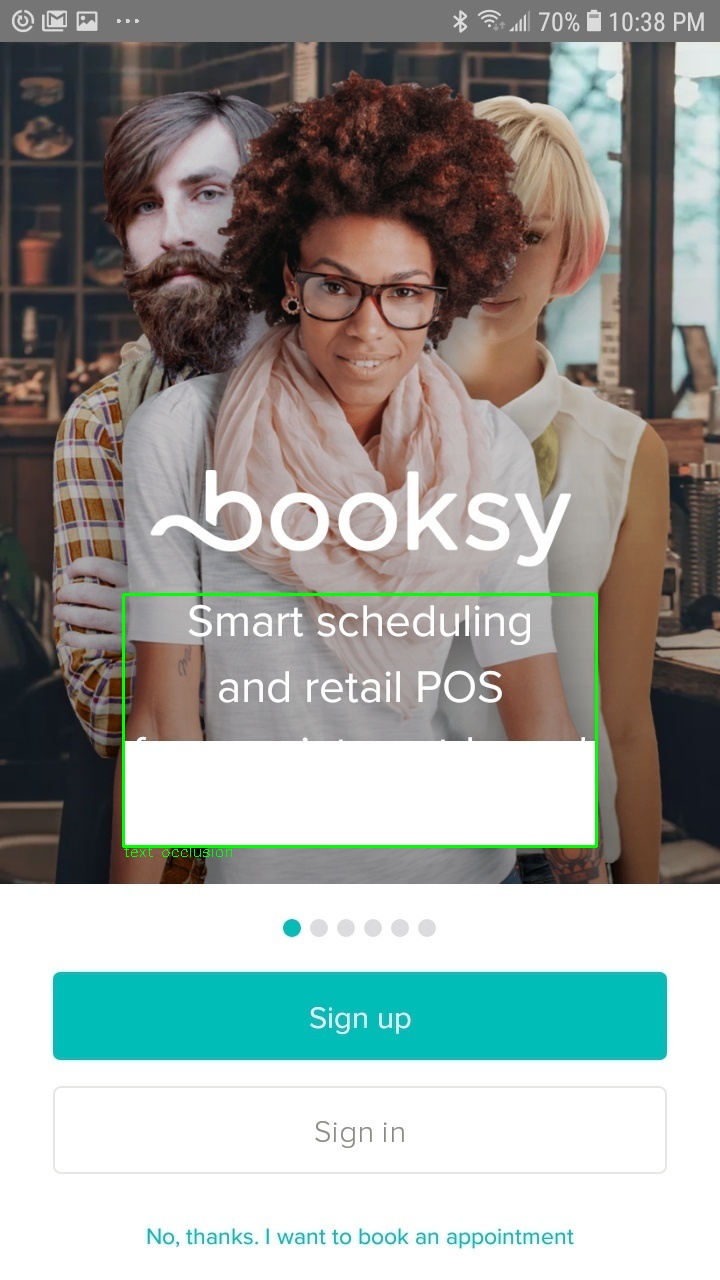 70% 10:38 PM
booksy
Smart scheduling
and retail POS
text occlusion
Sign up
Sign in
No, thanks. I want to book an appointment